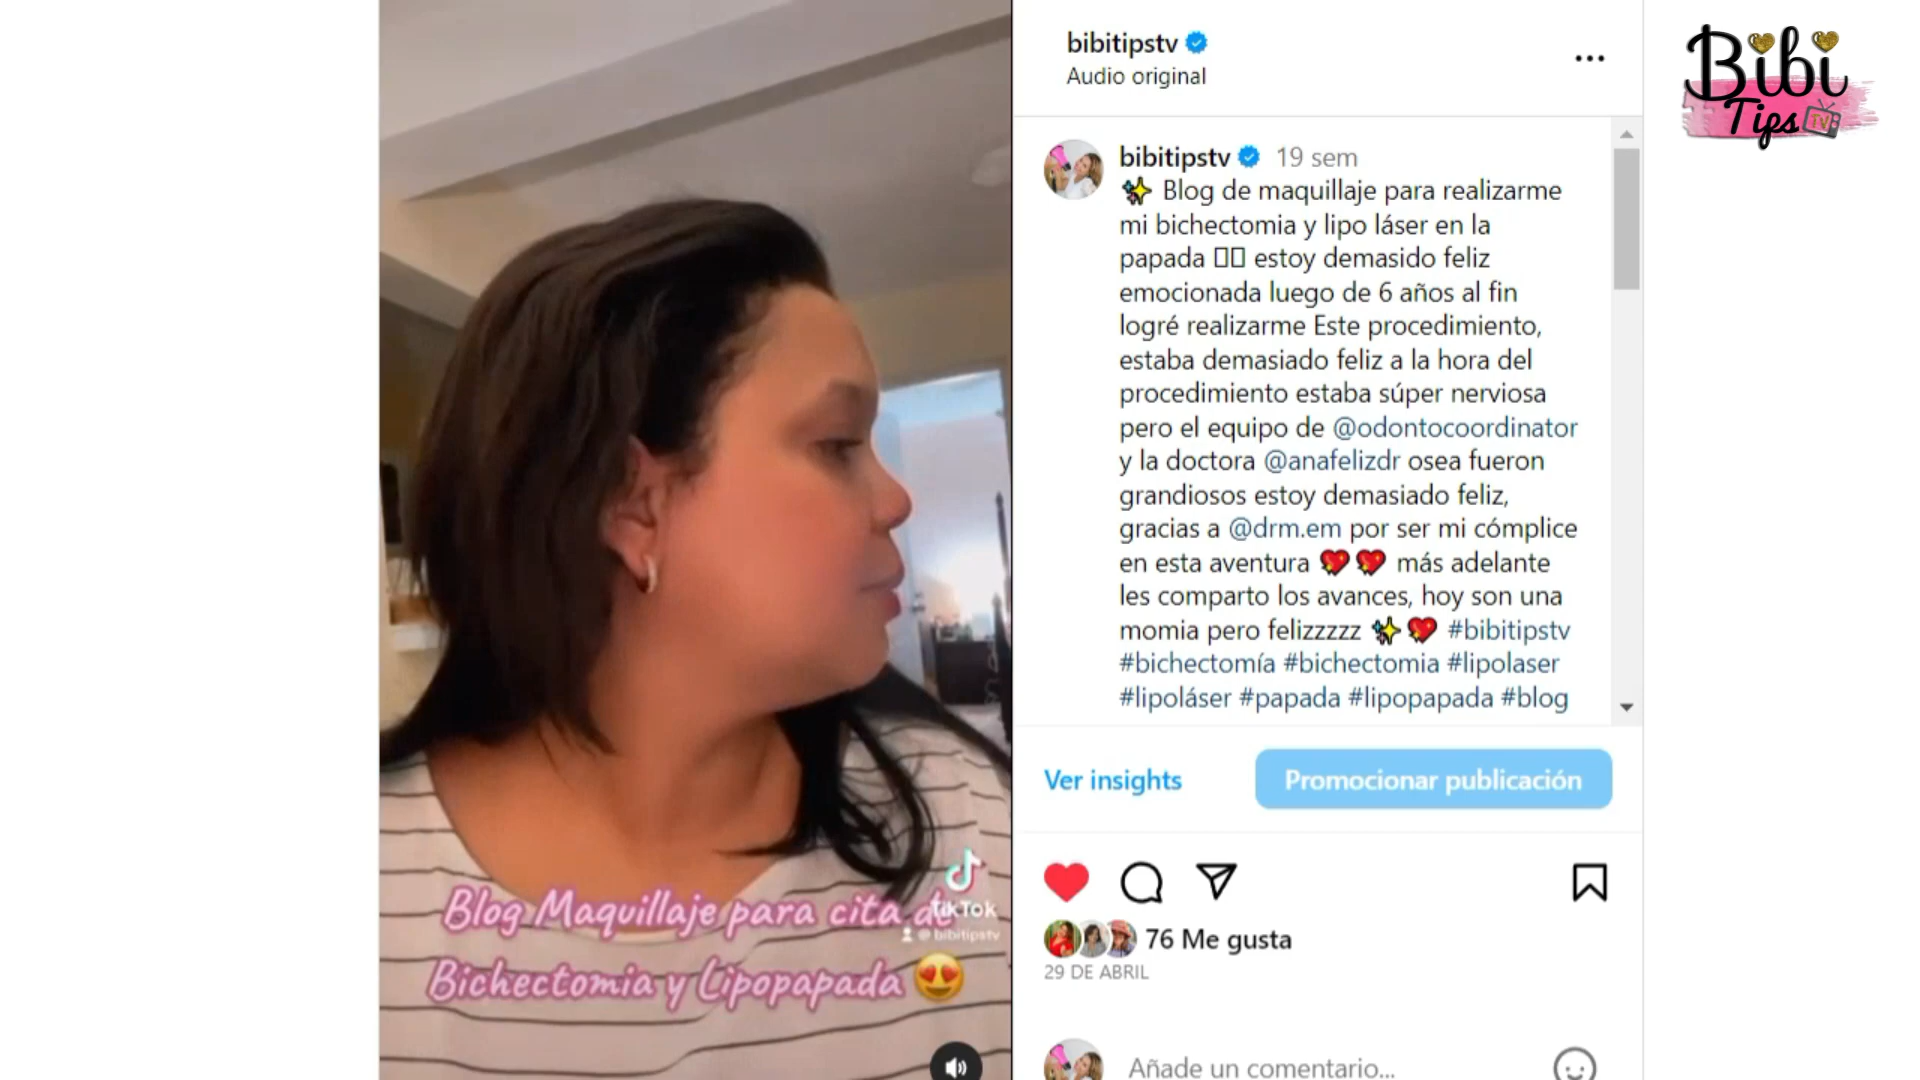 bibitipstv
Audio original
Bibi
Tips TV
bibitipstv 19 sem
✨ Blog de maquillaje para realizarme
mi bichectomia y lipo láser en la
papada 🫶🏻 estoy demasido feliz
emocionada luego de 6 años al fin
logré realizarme Este procedimiento,
estaba demasiado feliz a la hora del
procedimiento estaba súper nerviosa
pero el equipo de @odontocoordinator
y la doctora @anafelizdr osea fueron
grandiosos estoy demasiado feliz,
gracias a @drm.em por ser mi cómplice
en esta aventura 💖💖 más adelante
les comparto los avances, hoy son una
momia pero felizzzzz ✨💖 #bibitipstv
#bichectomía #bichectomia #lipolaser
#lipoláser #papada #lipopapada #blog
Ver insights
Promocionar publicación
76 Me gusta
29 DE ABRIL
Añade un comentario...
Blog Maquillaje para cita de
Bichectomia y Lipopapada 😍
TikTok
@bibitipstv